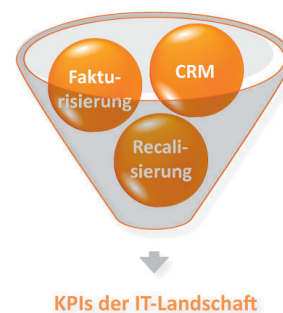 Faktu-
risierung
CRM
Recali-
sierung
KPIs der IT-Landschaft